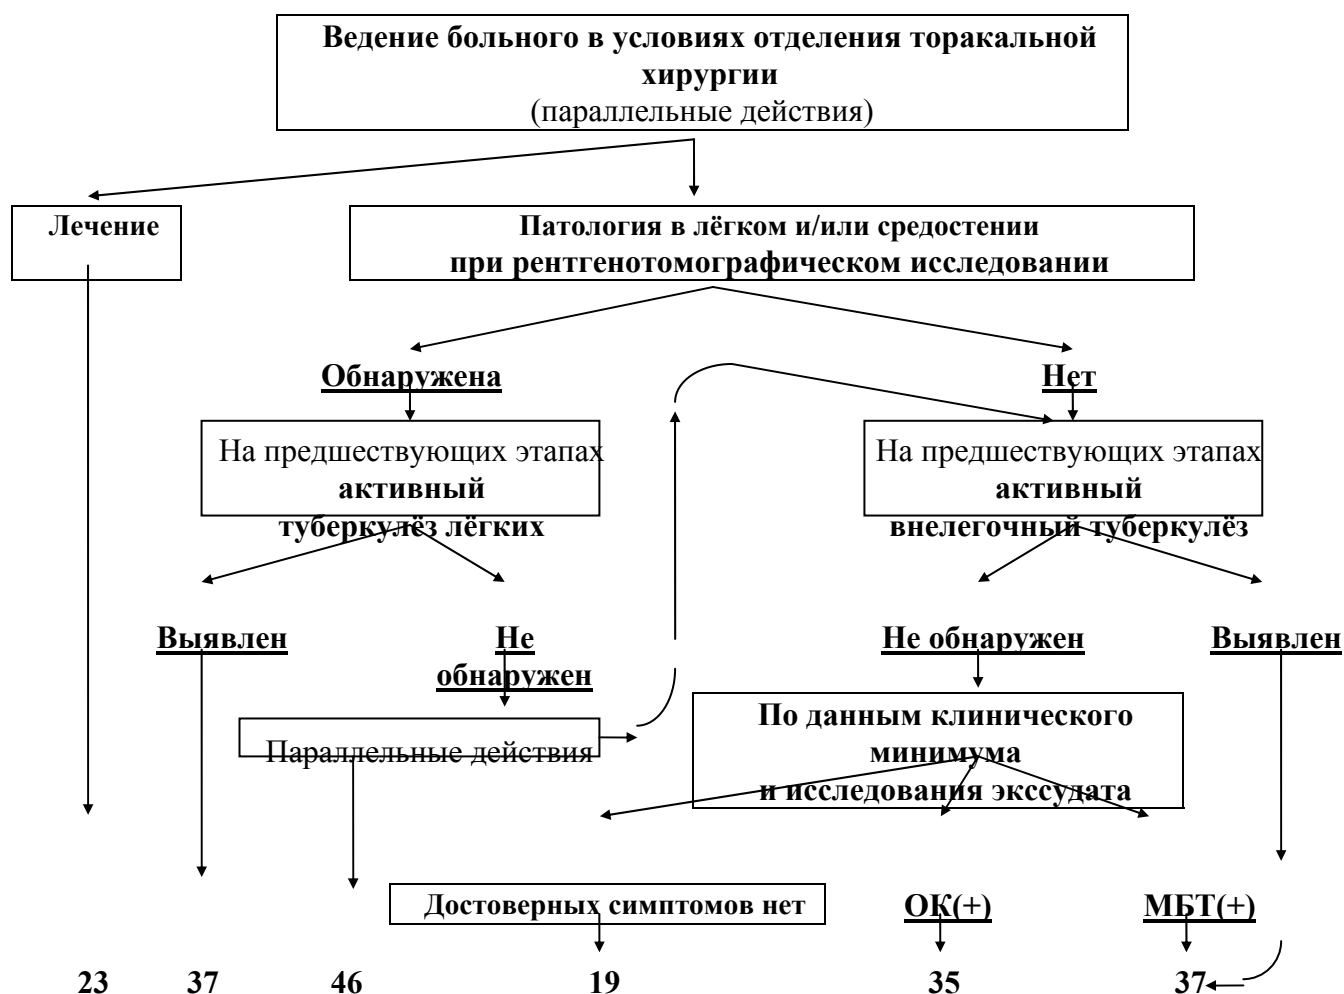 Ведение больного в условиях отделения торакальной
хирургии
(параллельные действия)
Лечение
Патология в лёгком и/или средостении
при рентгенотомографическом исследовании
Обнаружена
Нет
На предшествующих этапах
активный
туберкулёз лёгких
На предшествующих этапах
активный
внелегочный туберкулёз
Выявлен
Не
обнаружен
Не обнаружен
Выявлен
Параллельные действия
По данным клинического
минимума
и исследования экссудата
Достоверных симптомов нет
ОК(+)
МБТ(+)
23 37 46 19 35 37